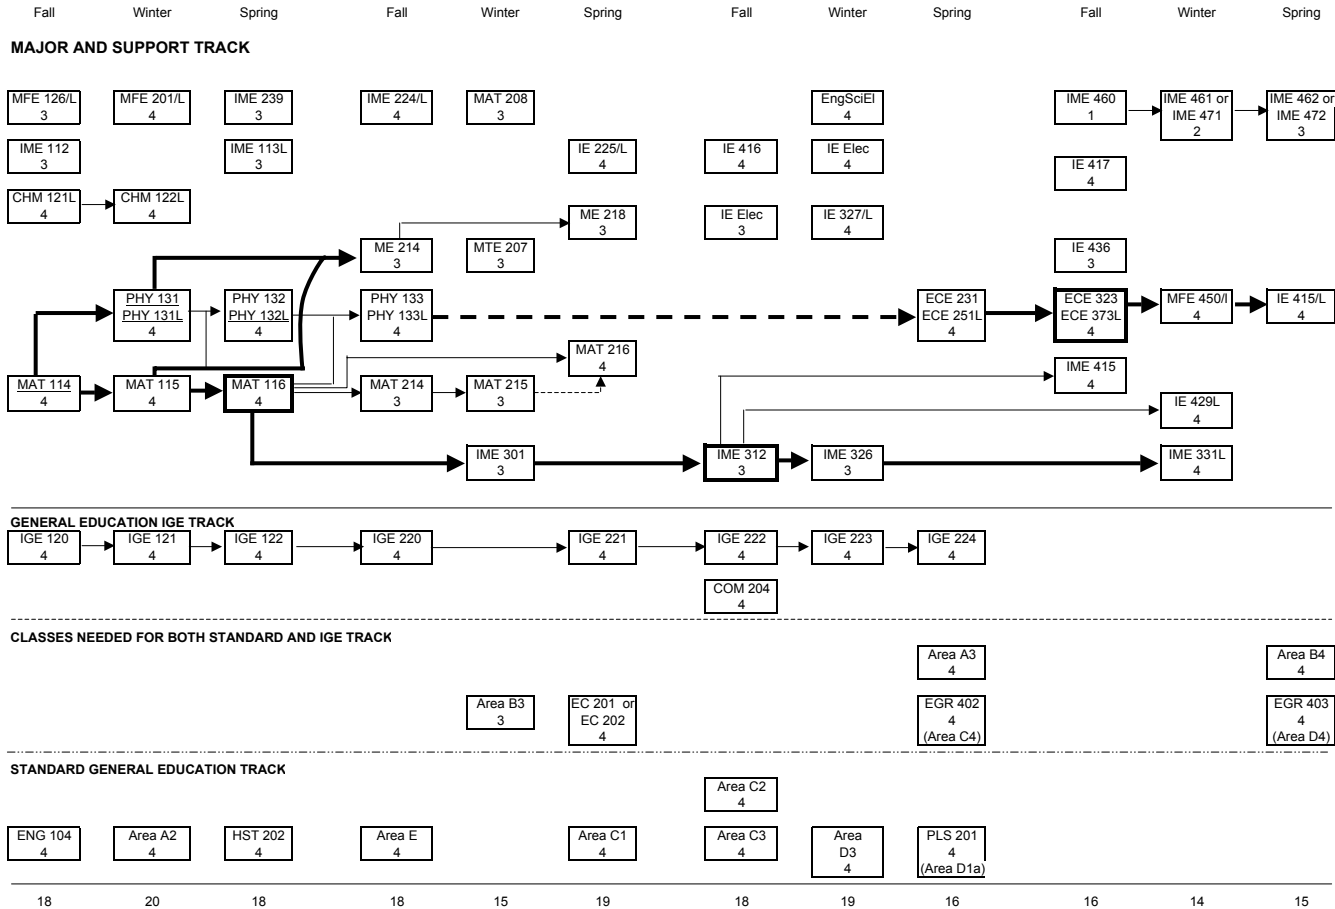 Fall Winter Spring Fall Winter Spring Fall Winter Spring Fall Winter Spring
MAJOR AND SUPPORT TRACK
MFE 126/L MFE 201/L IME 239 IME 224/L MAT 208 EngSciEl IME 460 IME 461 or IME 462 or
3 4 3 4 3 4 1 IME 471 IME 472
2 3
IME 112 IME 113L IE 225/L IE 416 IE Elec
3 3 4 4 4
IE 417
4
CHM 121L CHM 122L
4 4
ME 218 IE Elec IE 327/L
3 3 4
ME 214 MTE 207 IE 436
3 3 3
PHY 131 PHY 132 PHY 133 ECE 231 ECE 323 MFE 450/l IE 415/L
PHY 131L PHY 132L PHY 133L ECE 251L ECE 373L 4 4
4 4 4 4 4
MAT 216
4
IME 415
4
MAT 114 MAT 115 MAT 116 MAT 214 MAT 215
4 4 4 3 3
IE 429L
4
IME 301 IME 312 IME 326 IME 331L
3 3 3 4
GENERAL EDUCATION IGE TRACK
IGE 120 IGE 121 IGE 122 IGE 220 IGE 221 IGE 222 IGE 223 IGE 224
4 4 4 4 4 4 4 4
COM 204
4
CLASSES NEEDED FOR BOTH STANDARD AND IGE TRACK
Area A3 Area B4
4 4
Area B3 EC 201 or EGR 402 EGR 403
3 EC 202 4 4
4 (Area C4) (Area D4)
STANDARD GENERAL EDUCATION TRACK
Area C2
4
ENG 104 Area A2 HST 202 Area E Area C1 Area C3 Area PLS 201
4 4 4 4 4 4 D3 4
4 (Area D1a)
18 20 18 18 15 19 18 19 16 16 14 15